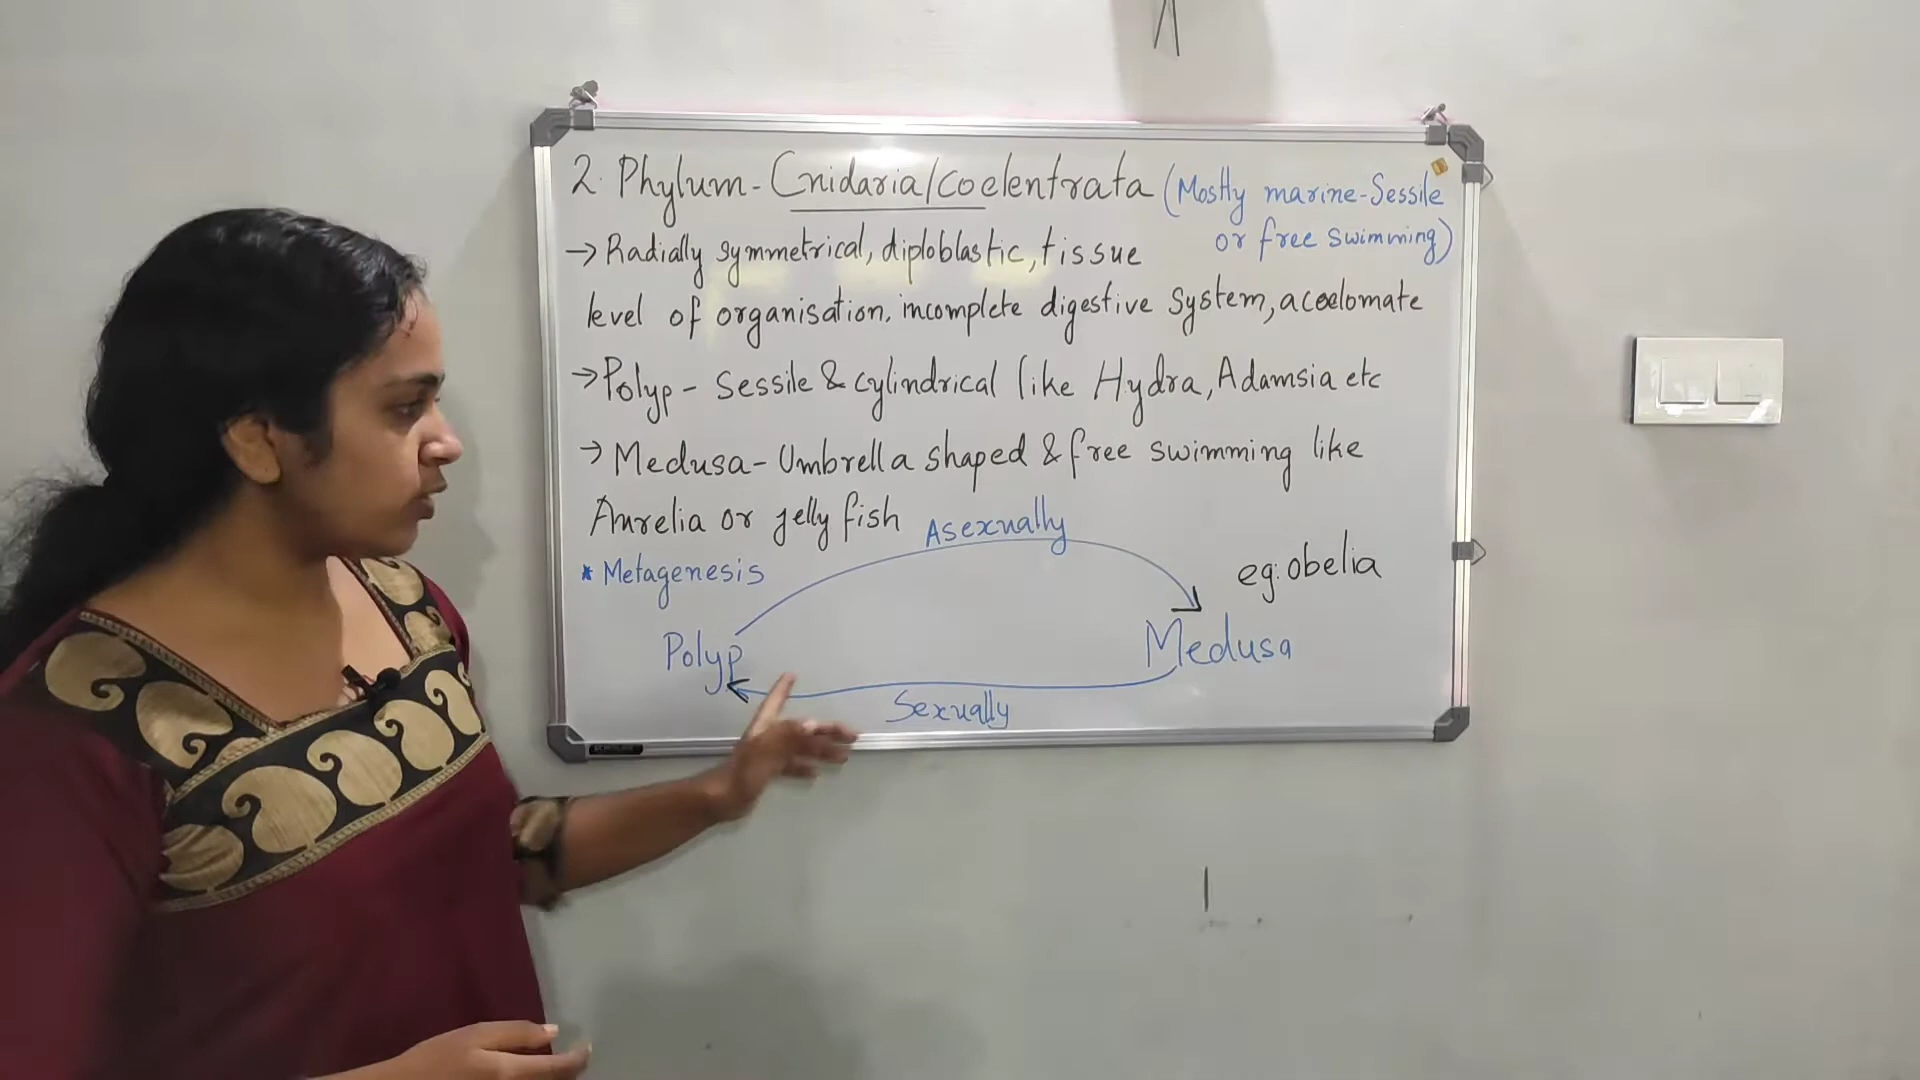 2. Phylum - Cnidaria/coelentrata (Mostly marine-Sessile
or free swimming)
→ Radially symmetrical, diploblastic, tissue
level of organisation, incomplete digestive system, acoelomate
→ Polyp - Sessile & cylindrical like Hydra, Adamsia etc
→ Medusa - Umbrella shaped & free swimming like
Aurelia or jelly fish
Asexually
* Metagenesis
eg: obelia
Polyp
Medusa
Sexually